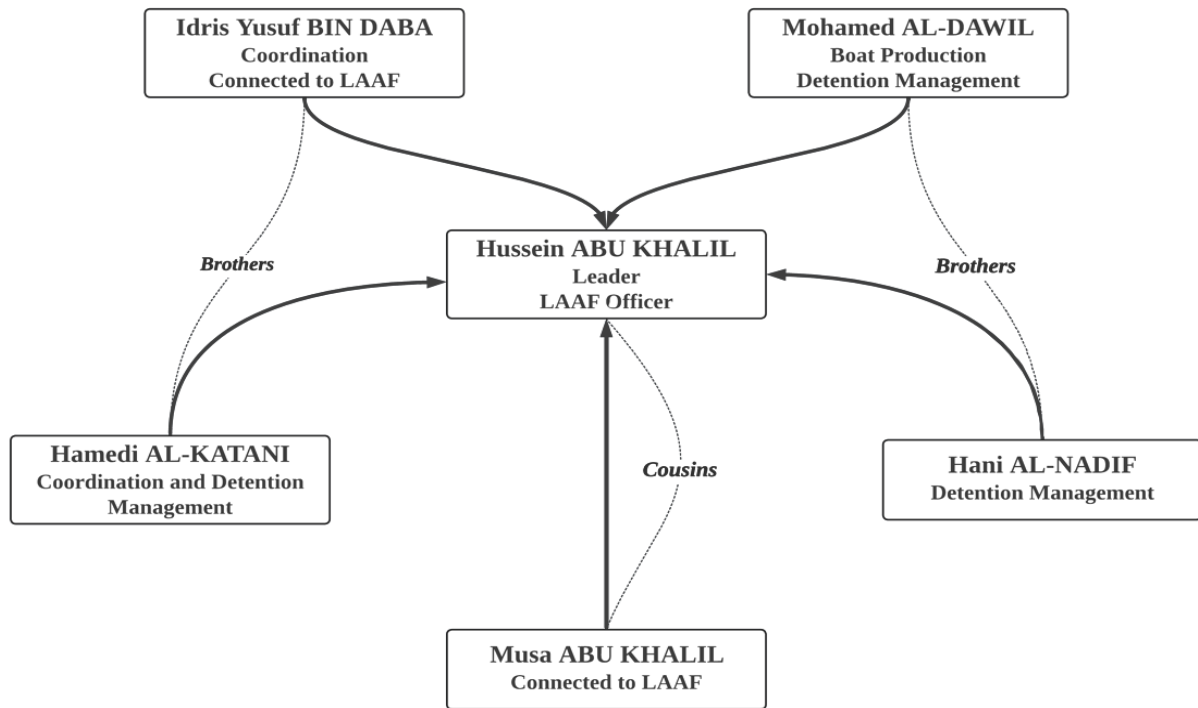 Idris Yusuf BIN DABA
Coordination
Connected to LAAF
Mohamed AL-DAWIL
Boat Production
Detention Management
Hussein ABU KHALIL
Leader
LAAF Officer
Brothers
Brothers
Hamedi AL-KATANI
Coordination and Detention
Management
Cousins
Hani AL-NADIF
Detention Management
Musa ABU KHALIL
Connected to LAAF